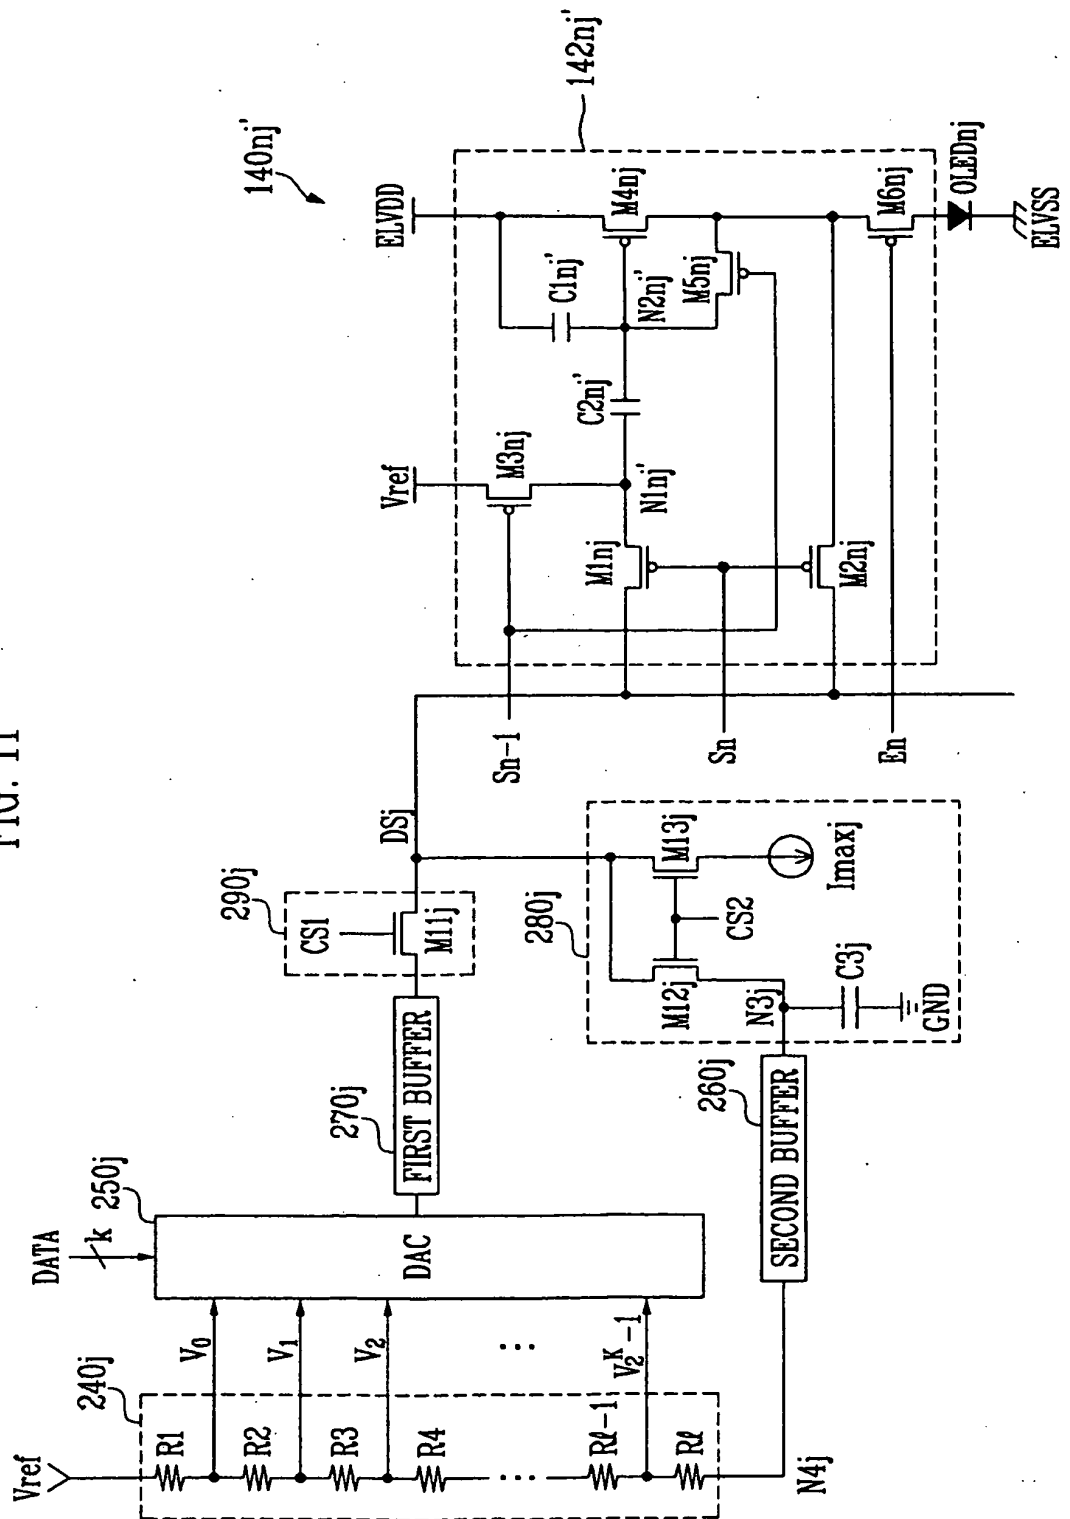 FIG. 11
140nj'
142nj'
ELVDD
Vref
M4nj
C1nj'
N2nj'
M5nj
M6nj
OLEDnj
ELVSS
C2nj'
M3nj
N1nj'
M1nj
M2nj
Sn-1
Sn
En
DSj
290j
CS1
M11j
280j
M13j
Imaxj
CS2
M12j
N3j
C3j
GND
270j
FIRST BUFFER
260j
SECOND BUFFER
250j
DATA
k
DAC
V0
V1
V2
...
V2K-1
240j
Vref
R1
R2
R3
R4
...
Rℓ-1
Rℓ
N4j